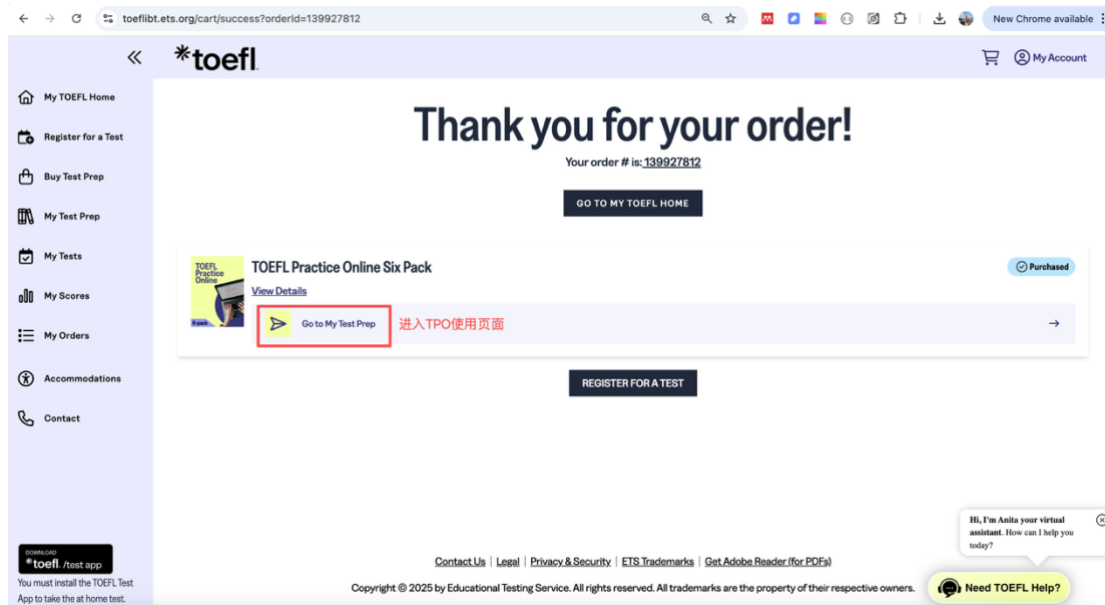 toeflibt.ets.org/cart/success?orderId=139927812
New Chrome available
*toefl.
My Account
My TOEFL Home
Register for a Test
Buy Test Prep
My Test Prep
My Tests
My Scores
My Orders
Accommodations
Contact
DOWNLOAD
*toefl. /test app
You must install the TOEFL Test
App to take the at home test.
Thank you for your order!
Your order # is: 139927812
GO TO MY TOEFL HOME
TOEFL
Practice
Online
6-pack
TOEFL Practice Online Six Pack
Purchased
View Details
Go to My Test Prep
进入TPO使用页面
REGISTER FOR A TEST
Hi, I'm Anita your virtual
assistant. How can I help you
today?
Need TOEFL Help?
Contact Us | Legal | Privacy & Security | ETS Trademarks | Get Adobe Reader (for PDFs)
Copyright © 2025 by Educational Testing Service. All rights reserved. All trademarks are the property of their respective owners.